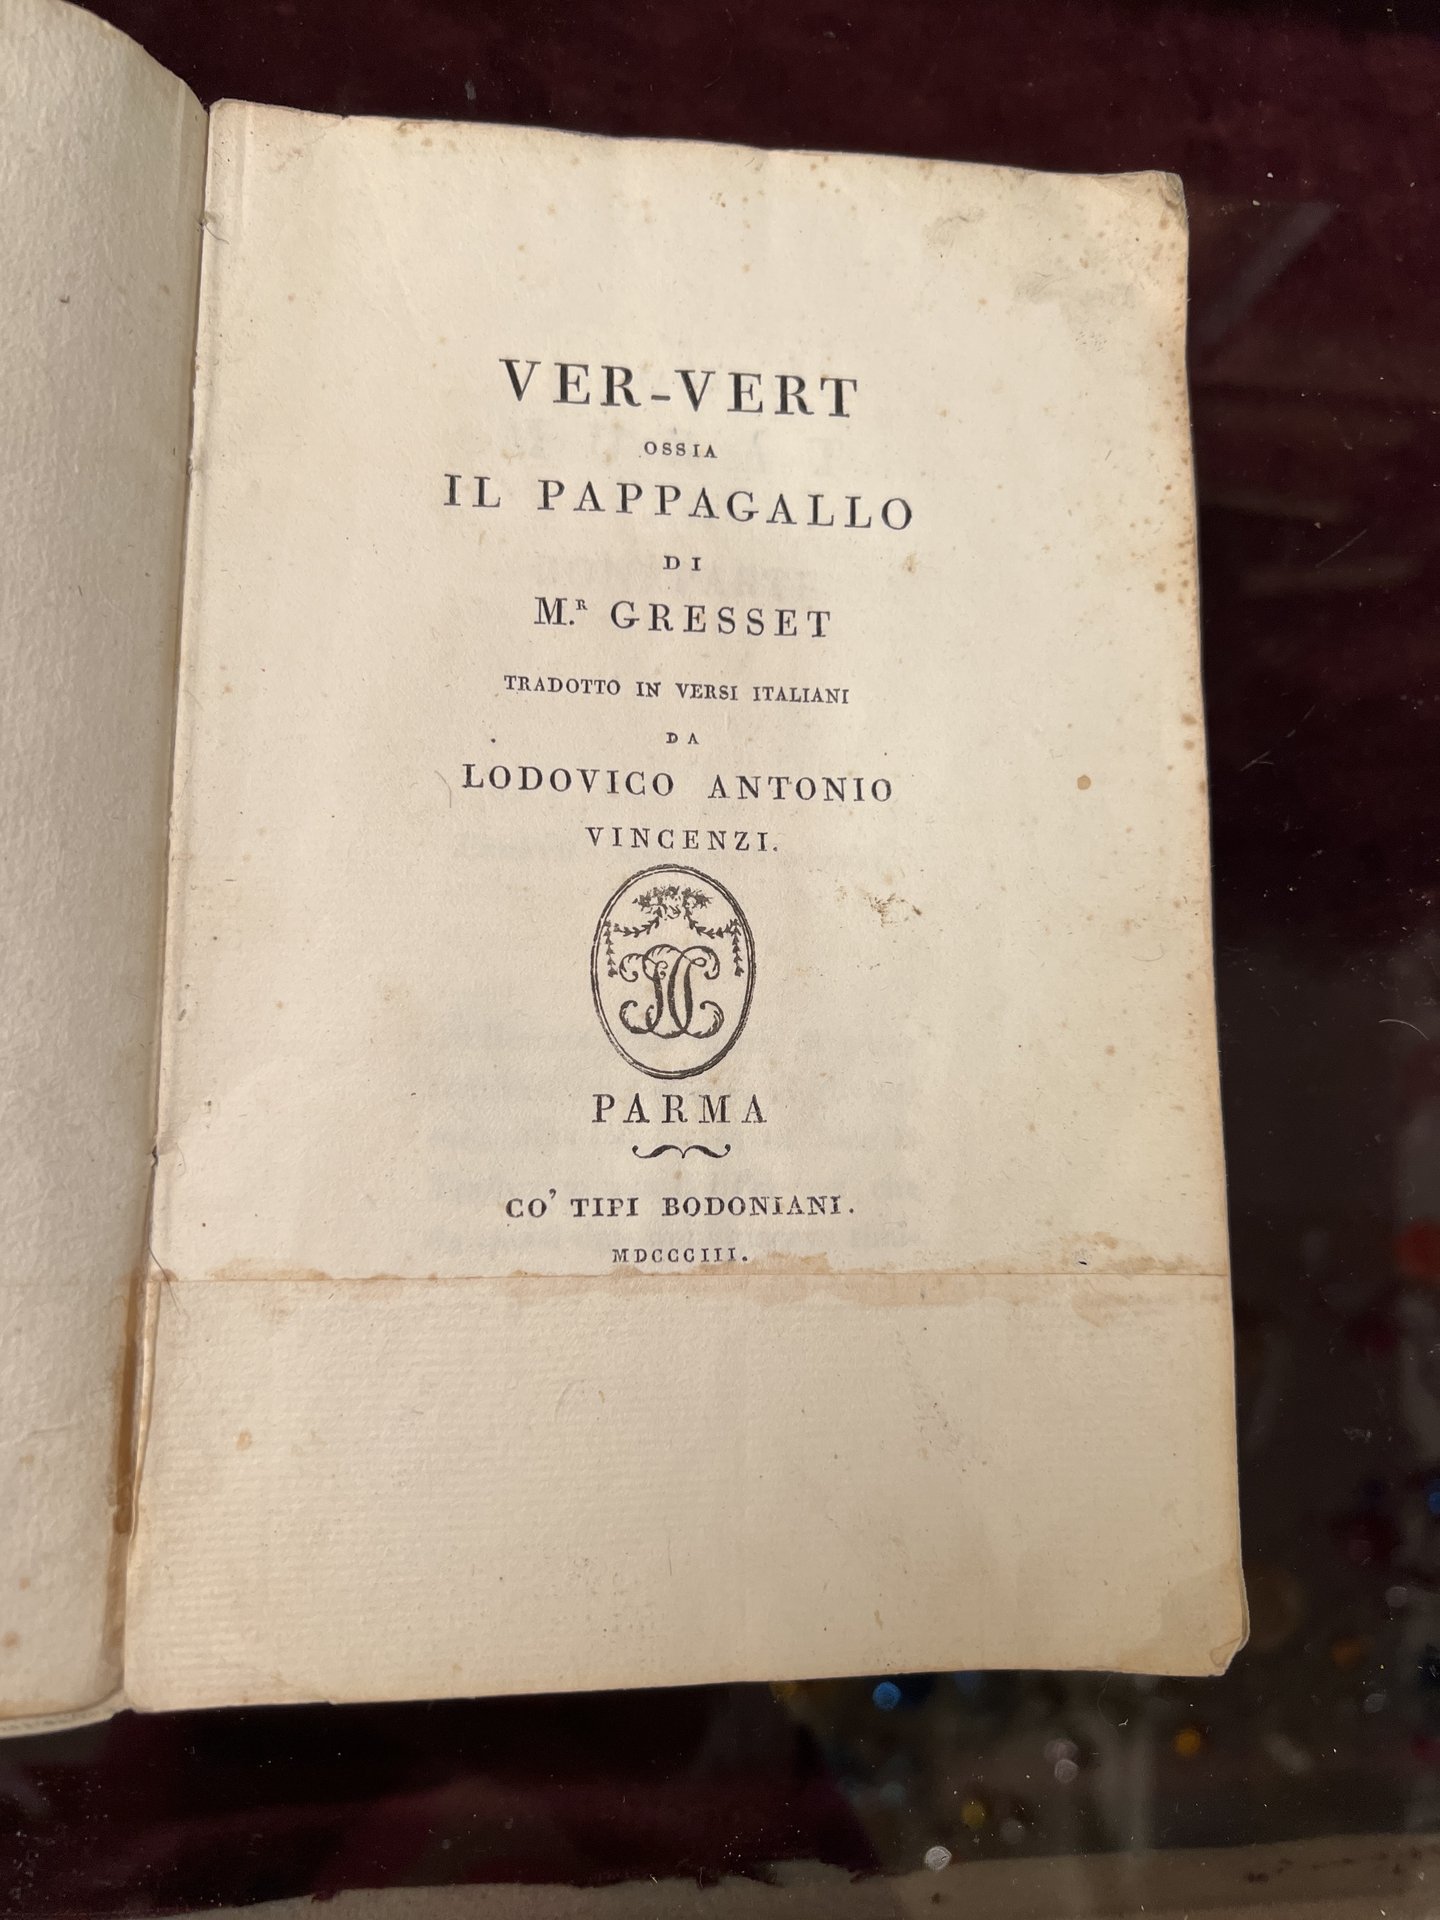 VER-VERT
OSSIA
IL PAPPAGALLO
DI
M.R GRESSET
TRADOTTO IN VERSI ITALIANI
DA
LODOVICO ANTONIO
VINCENZI.
PARMA
CO' TIPI BODONIANI.
MDCCCIII.